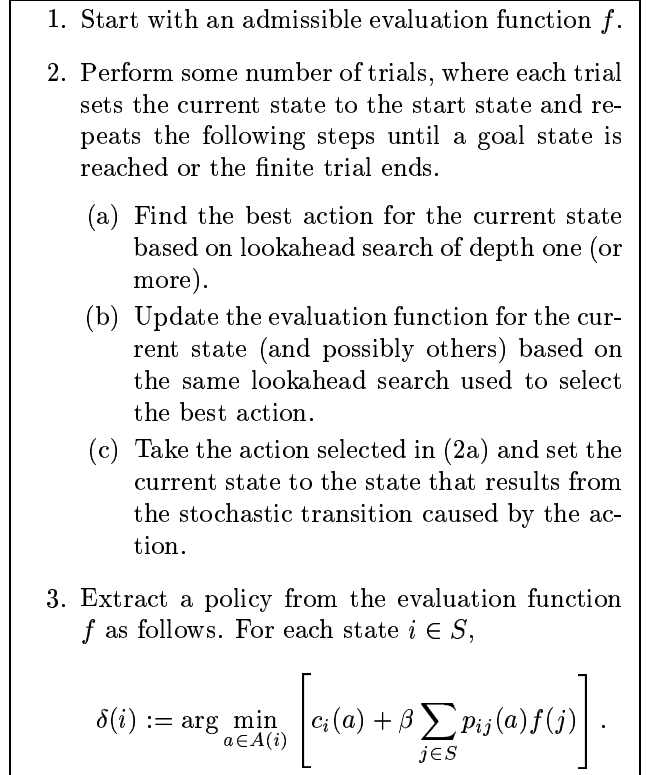 1. Start with an admissible evaluation function f.
2. Perform some number of trials, where each trial
sets the current state to the start state and re-
peats the following steps until a goal state is
reached or the finite trial ends.
(a) Find the best action for the current state
based on lookahead search of depth one (or
more).
(b) Update the evaluation function for the cur-
rent state (and possibly others) based on
the same lookahead search used to select
the best action.
(c) Take the action selected in (2a) and set the
current state to the state that results from
the stochastic transition caused by the ac-
tion.
3. Extract a policy from the evaluation function
f as follows. For each state i ∈ S,
δ(i) := arg min_{a∈A(i)} [c_i(a) + β ∑_{j∈S} p_{ij}(a)f(j)].